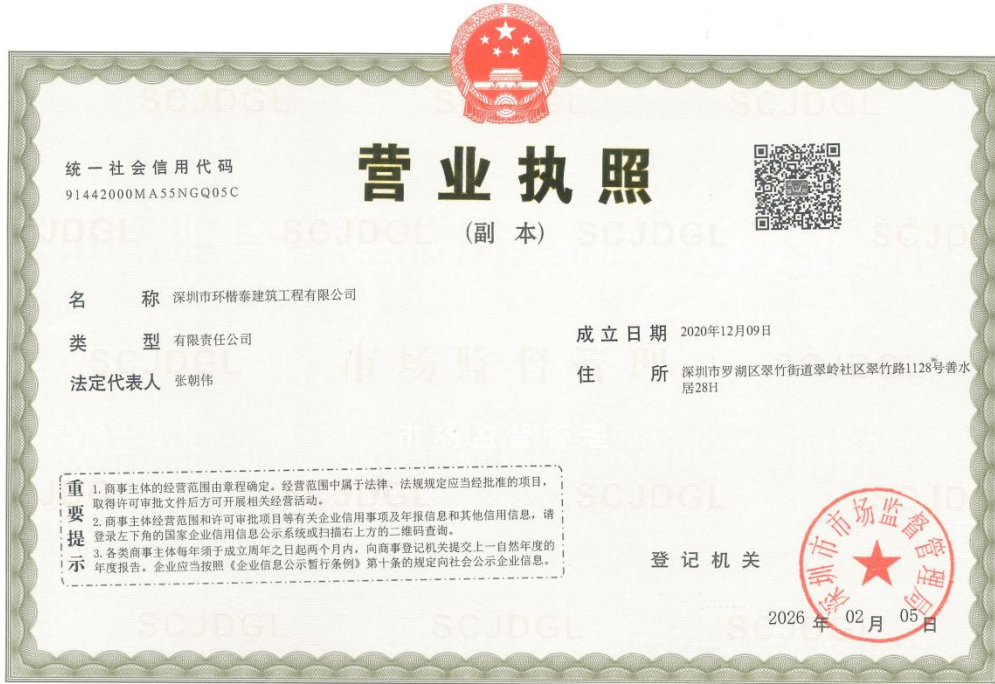 统一社会信用代码
91442000MA55NGQ05C
营业执照
(副 本)
名 称 深圳市环楷泰建筑工程有限公司
类 型 有限责任公司
法定代表人 张朝伟
成立日期 2020年12月09日
住 所 深圳市罗湖区翠竹街道翠岭社区翠竹路1128号善水
居28H
重要提示
1. 商事主体的经营范围由章程确定。经营范围中属于法律、法规规定应当经批准的项目，
取得许可审批文件后方可开展相关经营活动。
2. 商事主体经营范围和许可审批项目等有关企业信用事项及年报信息和其他信用信息，请
登录左下角的国家企业信用信息公示系统或扫描右上方的二维码查询。
3. 各类商事主体每年须于成立周年之日起两个月内，向商事登记机关提交上一自然年度的
年度报告。企业应当按照《企业信息公示暂行条例》第十条的规定向社会公示企业信息。
登记机关
深圳市市场监督管理局
2026 年 02 月 05 日
SCJDGL
市场监督管理